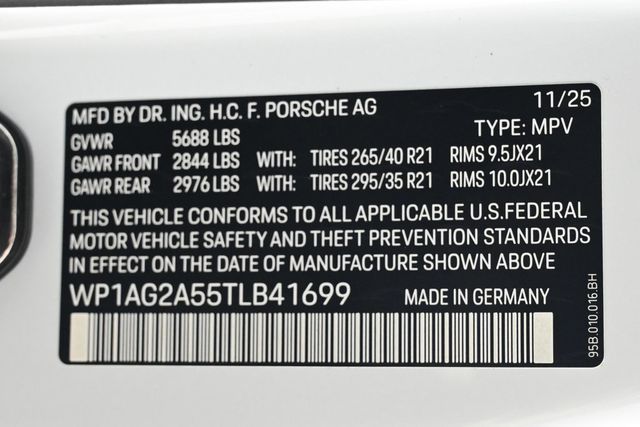 MFD BY DR. ING. H.C. F. PORSCHE AG 11/25
GVWR 5688 LBS TYPE: MPV
GAWR FRONT 2844 LBS WITH: TIRES 265/40 R21 RIMS 9.5JX21
GAWR REAR 2976 LBS WITH: TIRES 295/35 R21 RIMS 10.0JX21
THIS VEHICLE CONFORMS TO ALL APPLICABLE U.S.FEDERAL
MOTOR VEHICLE SAFETY AND THEFT PREVENTION STANDARDS
IN EFFECT ON THE DATE OF MANUFACTURE SHOWN ABOVE
WP1AG2A55TLB41699 MADE IN GERMANY
95B.010.016.BH